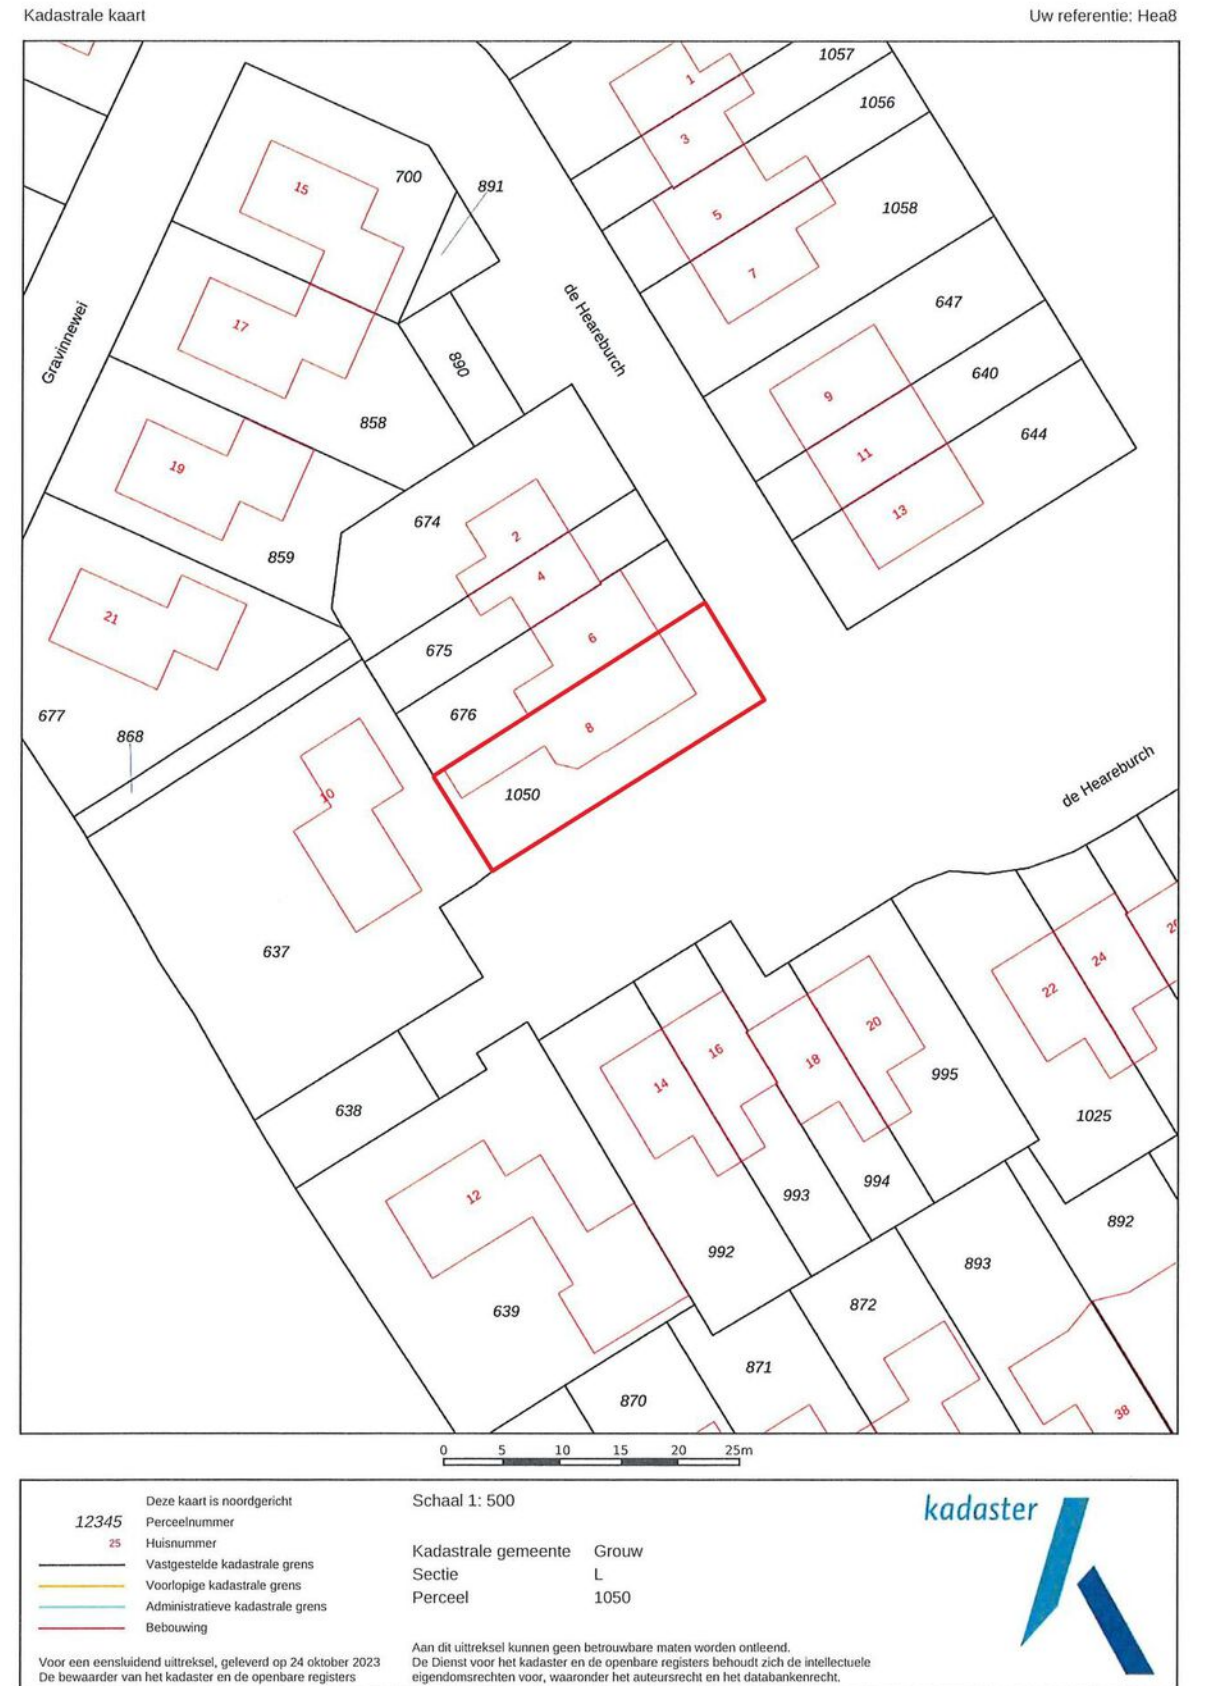 Kadastrale kaart
Uw referentie: Hea8
1057
1
1056
3
700
15
891
5
1058
7
Gravinnewei
17
de Heareburch
647
890
9
640
858
11
644
19
13
674
2
859
4
21
6
675
677
676
8
868
1050
10
de Heareburch
637
24
22
20
16
18
14
995
638
1025
12
994
993
892
992
893
639
872
871
870
38
0 5 10 15 20 25m
Deze kaart is noordgericht
12345 Perceelnummer
25 Huisnummer
Vastgestelde kadastrale grens
Voorlopige kadastrale grens
Administratieve kadastrale grens
Bebouwing
Voor een eensluidend uittreksel, geleverd op 24 oktober 2023
De bewaarder van het kadaster en de openbare registers
Schaal 1: 500
Kadastrale gemeente Grouw
Sectie L
Perceel 1050
Aan dit uittreksel kunnen geen betrouwbare maten worden ontleend.
De Dienst voor het kadaster en de openbare registers behoudt zich de intellectuele
eigendomsrechten voor, waaronder het auteursrecht en het databankenrecht.
kadaster